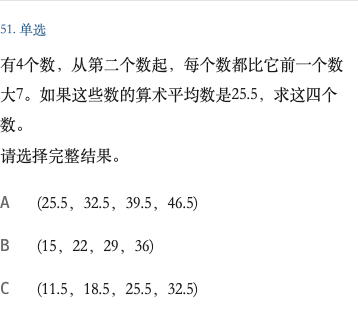 51. 单选
有4个数，从第二个数起，每个数都比它前一个数
大7。如果这些数的算术平均数是25.5，求这四个
数。
请选择完整结果。
A (25.5，32.5，39.5，46.5)
B (15，22，29，36)
C (11.5，18.5，25.5，32.5)